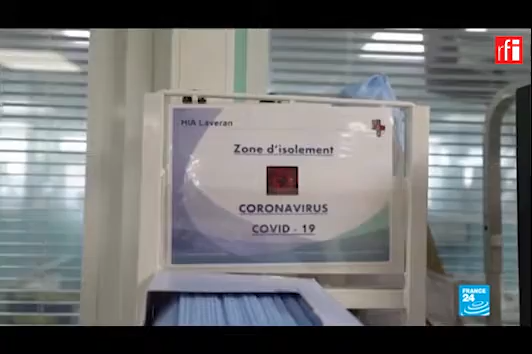 rfi
HIA Laveran
Zone d'isolement
CORONAVIRUS
COVID - 19
FRANCE
24